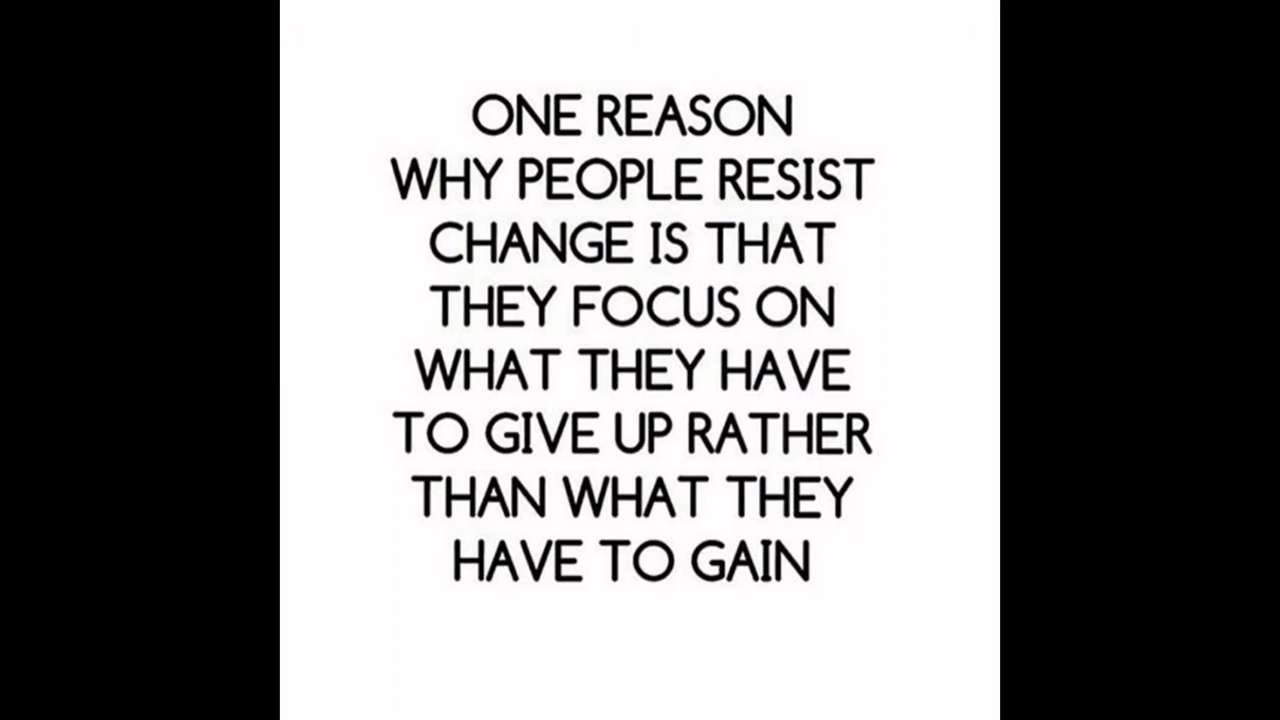 ONE REASON
WHY PEOPLE RESIST
CHANGE IS THAT
THEY FOCUS ON
WHAT THEY HAVE
TO GIVE UP RATHER
THAN WHAT THEY
HAVE TO GAIN